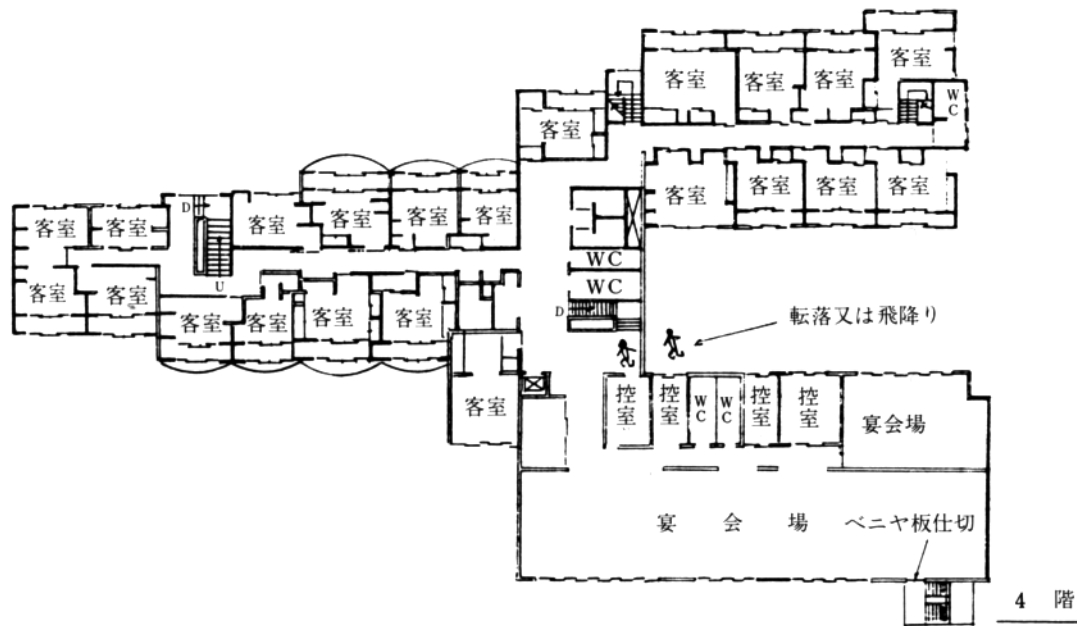 客室
客室 客室 客室
W
C
客室
客室 客室 客室 客室
D
客室 客室 客室 客室
客室 客室
WC
WC
客室 客室
U
D
客室 客室 客室 客室
転落又は飛降り
客室
控室 控室
W
C
W
C
控室 控室
宴会場
宴会場
ベニヤ板仕切
4 階